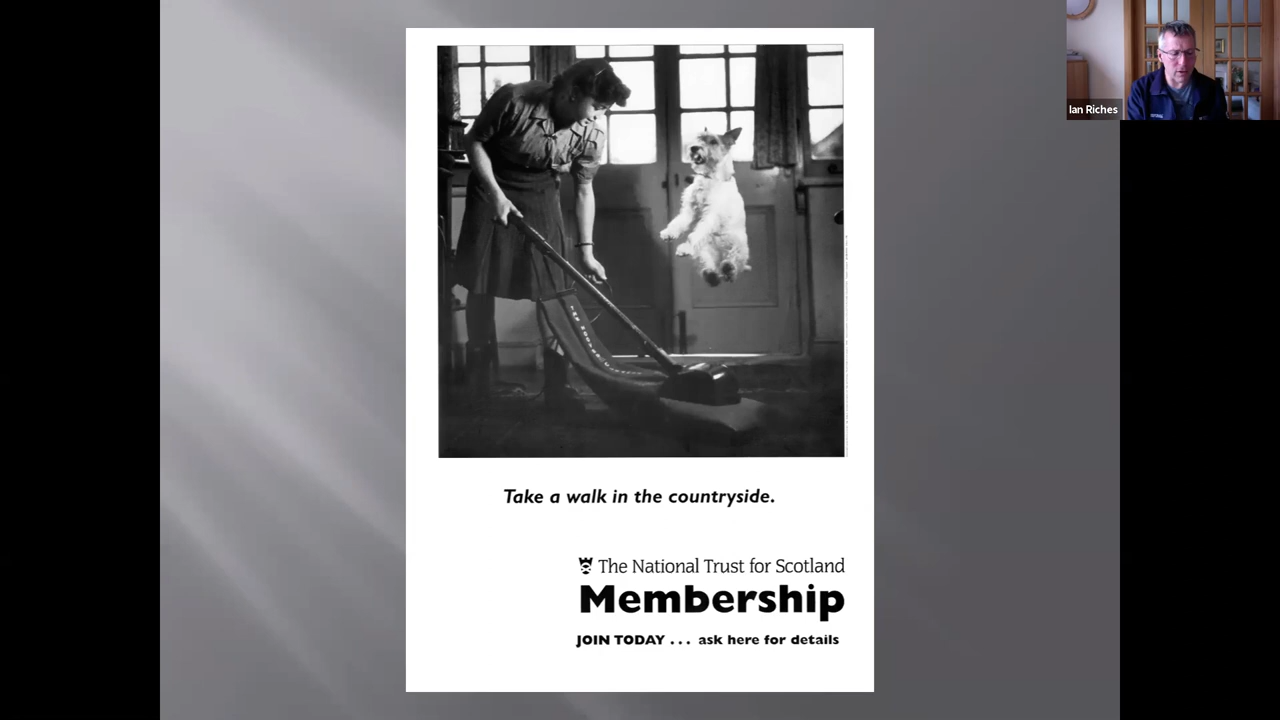 Ian Riches
Take a walk in the countryside.
The National Trust for Scotland
Membership
JOIN TODAY . . . ask here for details